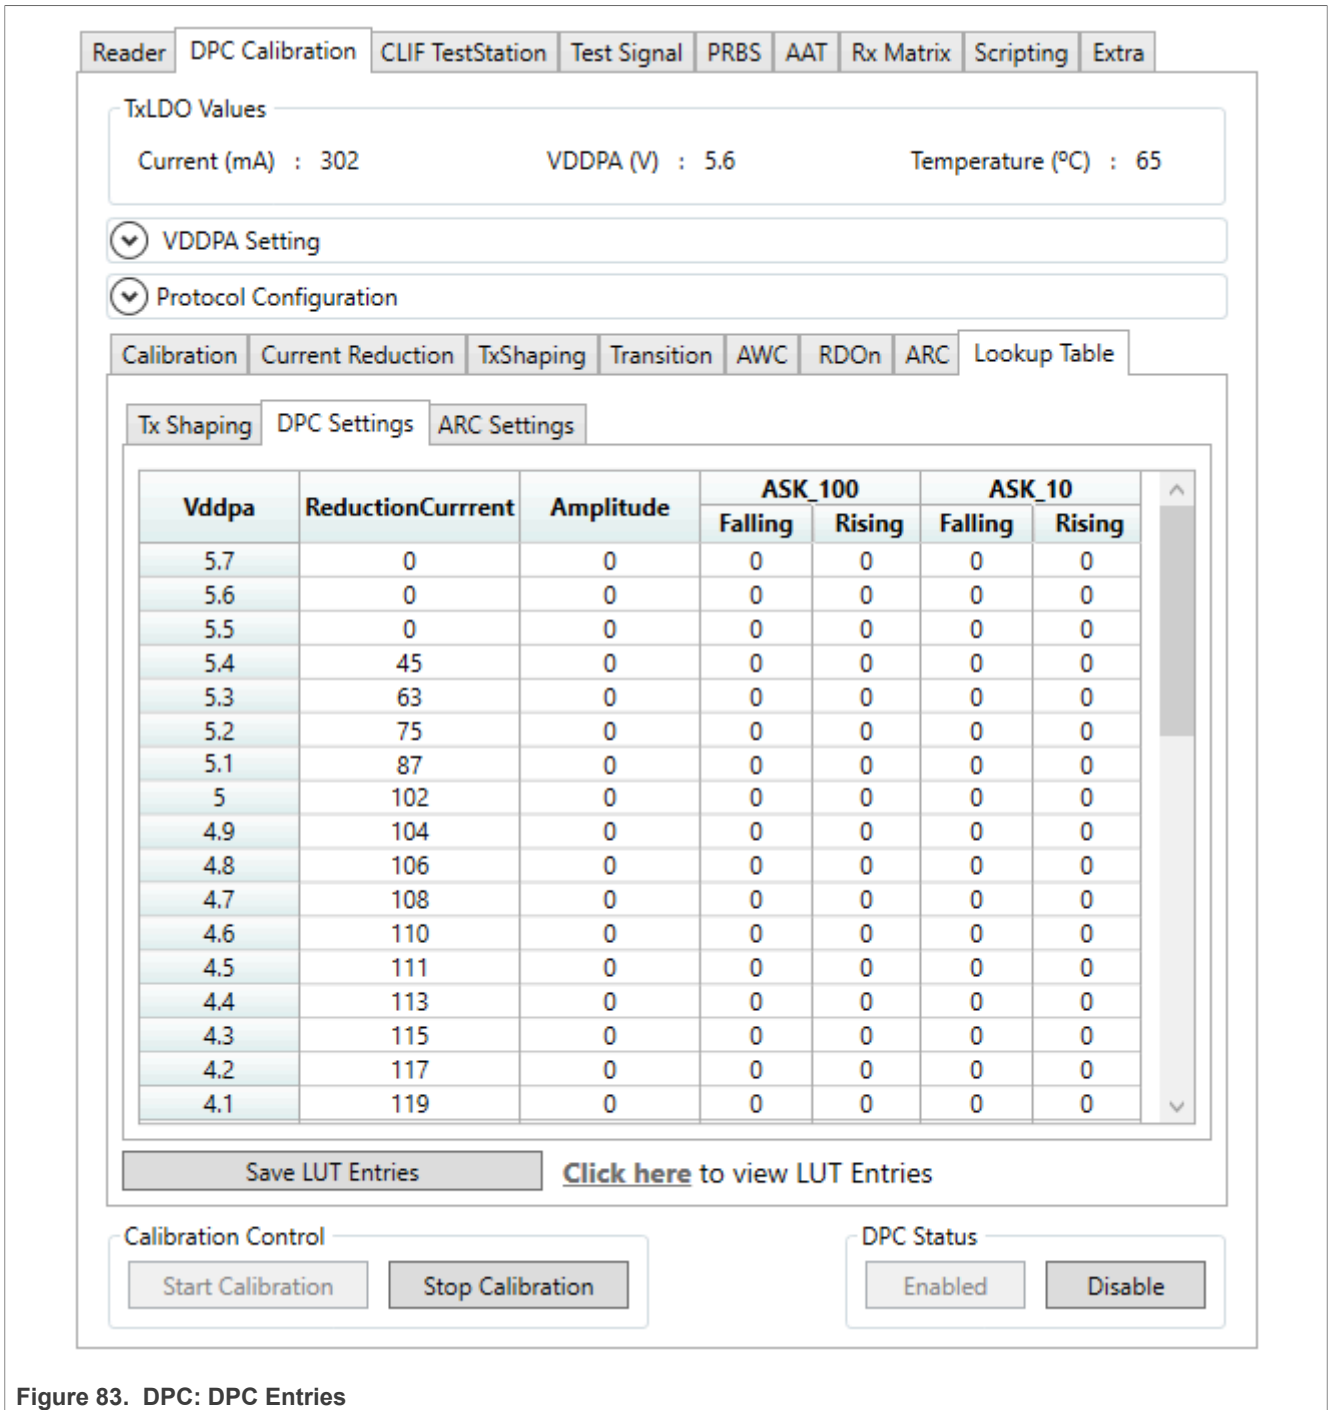 Reader DPC Calibration CLIF TestStation Test Signal PRBS AAT Rx Matrix Scripting Extra
TxLDO Values
Current (mA) : 302 VDDPA (V) : 5.6 Temperature (ºC) : 65
VDDPA Setting
Protocol Configuration
Calibration Current Reduction TxShaping Transition AWC RDOn ARC Lookup Table
Tx Shaping DPC Settings ARC Settings
Vddpa ReductionCurrrent Amplitude ASK_100 ASK_10
Falling Rising Falling Rising
5.7 0 0 0 0 0 0
5.6 0 0 0 0 0 0
5.5 0 0 0 0 0 0
5.4 45 0 0 0 0 0
5.3 63 0 0 0 0 0
5.2 75 0 0 0 0 0
5.1 87 0 0 0 0 0
5 102 0 0 0 0 0
4.9 104 0 0 0 0 0
4.8 106 0 0 0 0 0
4.7 108 0 0 0 0 0
4.6 110 0 0 0 0 0
4.5 111 0 0 0 0 0
4.4 113 0 0 0 0 0
4.3 115 0 0 0 0 0
4.2 117 0 0 0 0 0
4.1 119 0 0 0 0 0
Save LUT Entries Click here to view LUT Entries
Calibration Control DPC Status
Start Calibration Stop Calibration Enabled Disable
Figure 83. DPC: DPC Entries